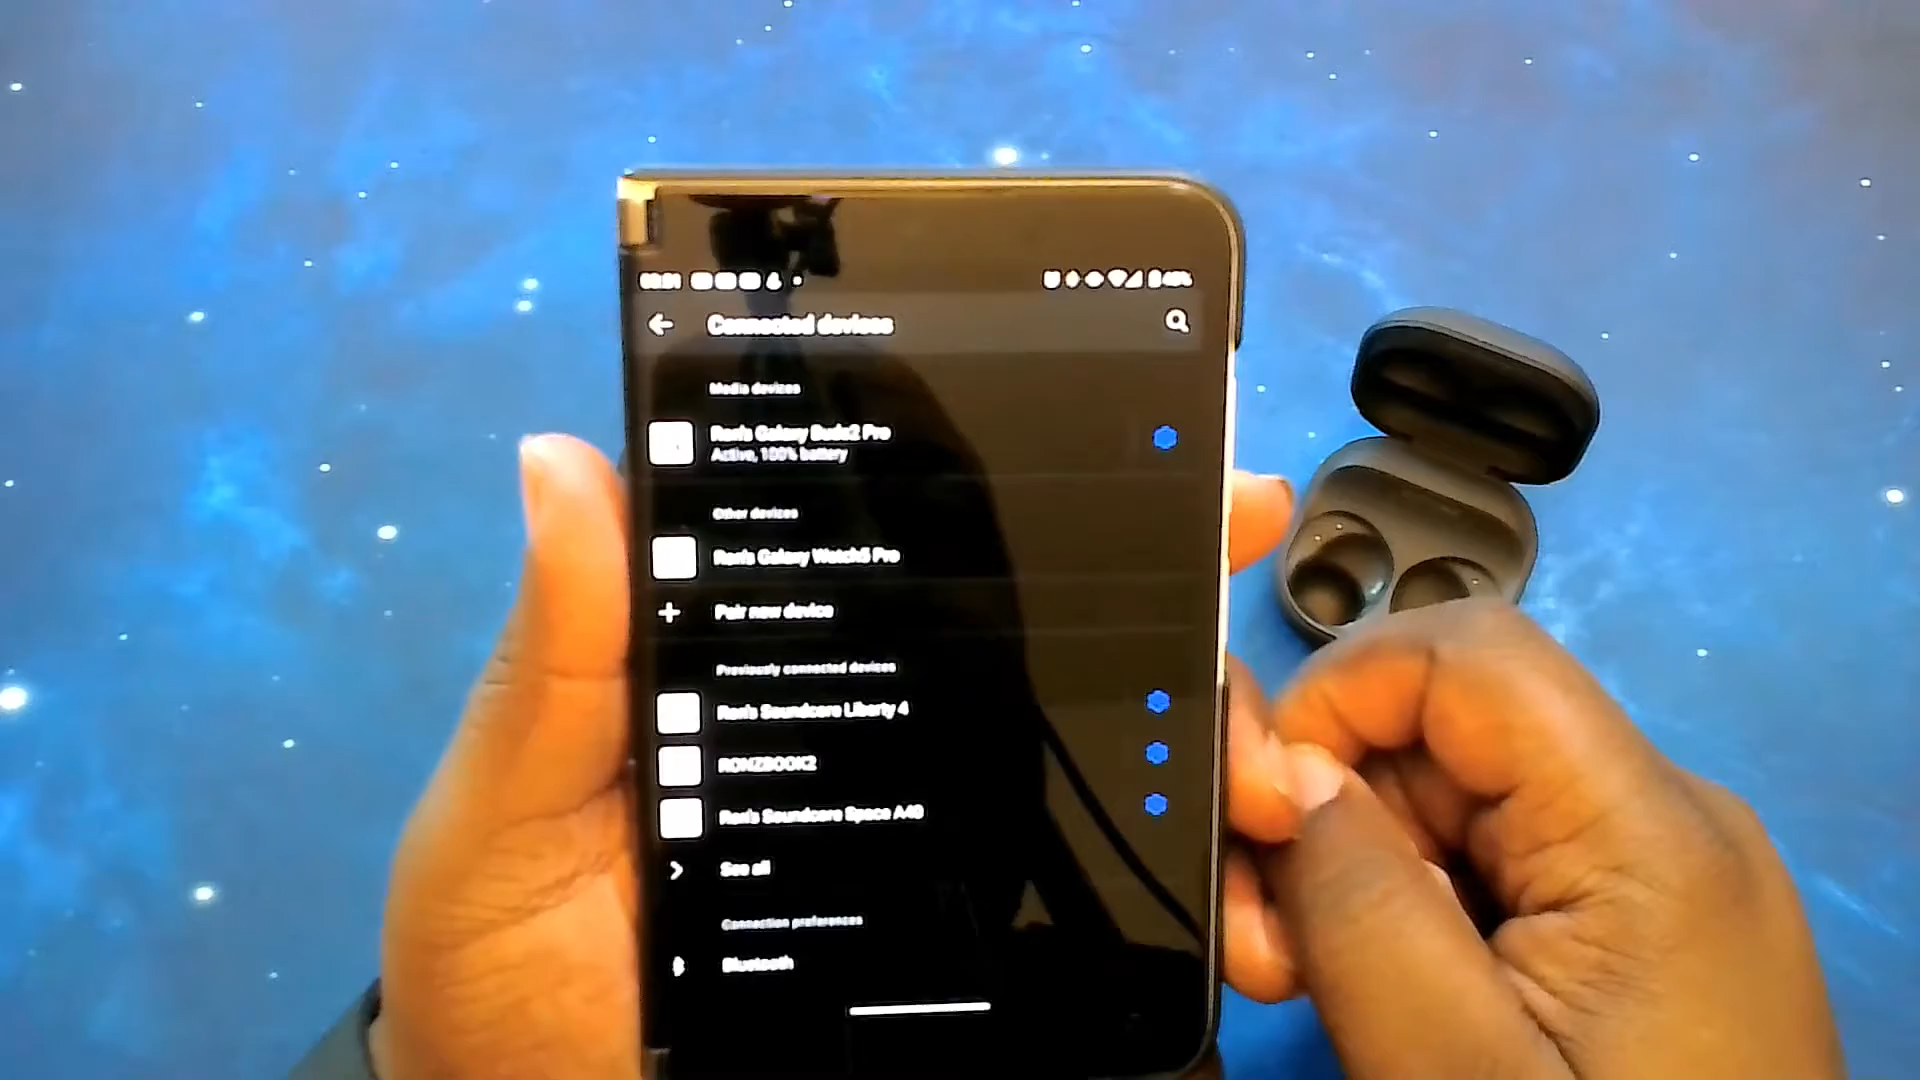 Connected devices
Media devices
Ron's Galaxy Buds2 Pro
Active, 100% battery
Other devices
Ron's Galaxy Watch5 Pro
Pair new device
Previously connected devices
Ron's Soundcore Liberty 4
RONZBOOK2
Ron's Soundcore Space A40
See all
Connection preferences
Bluetooth